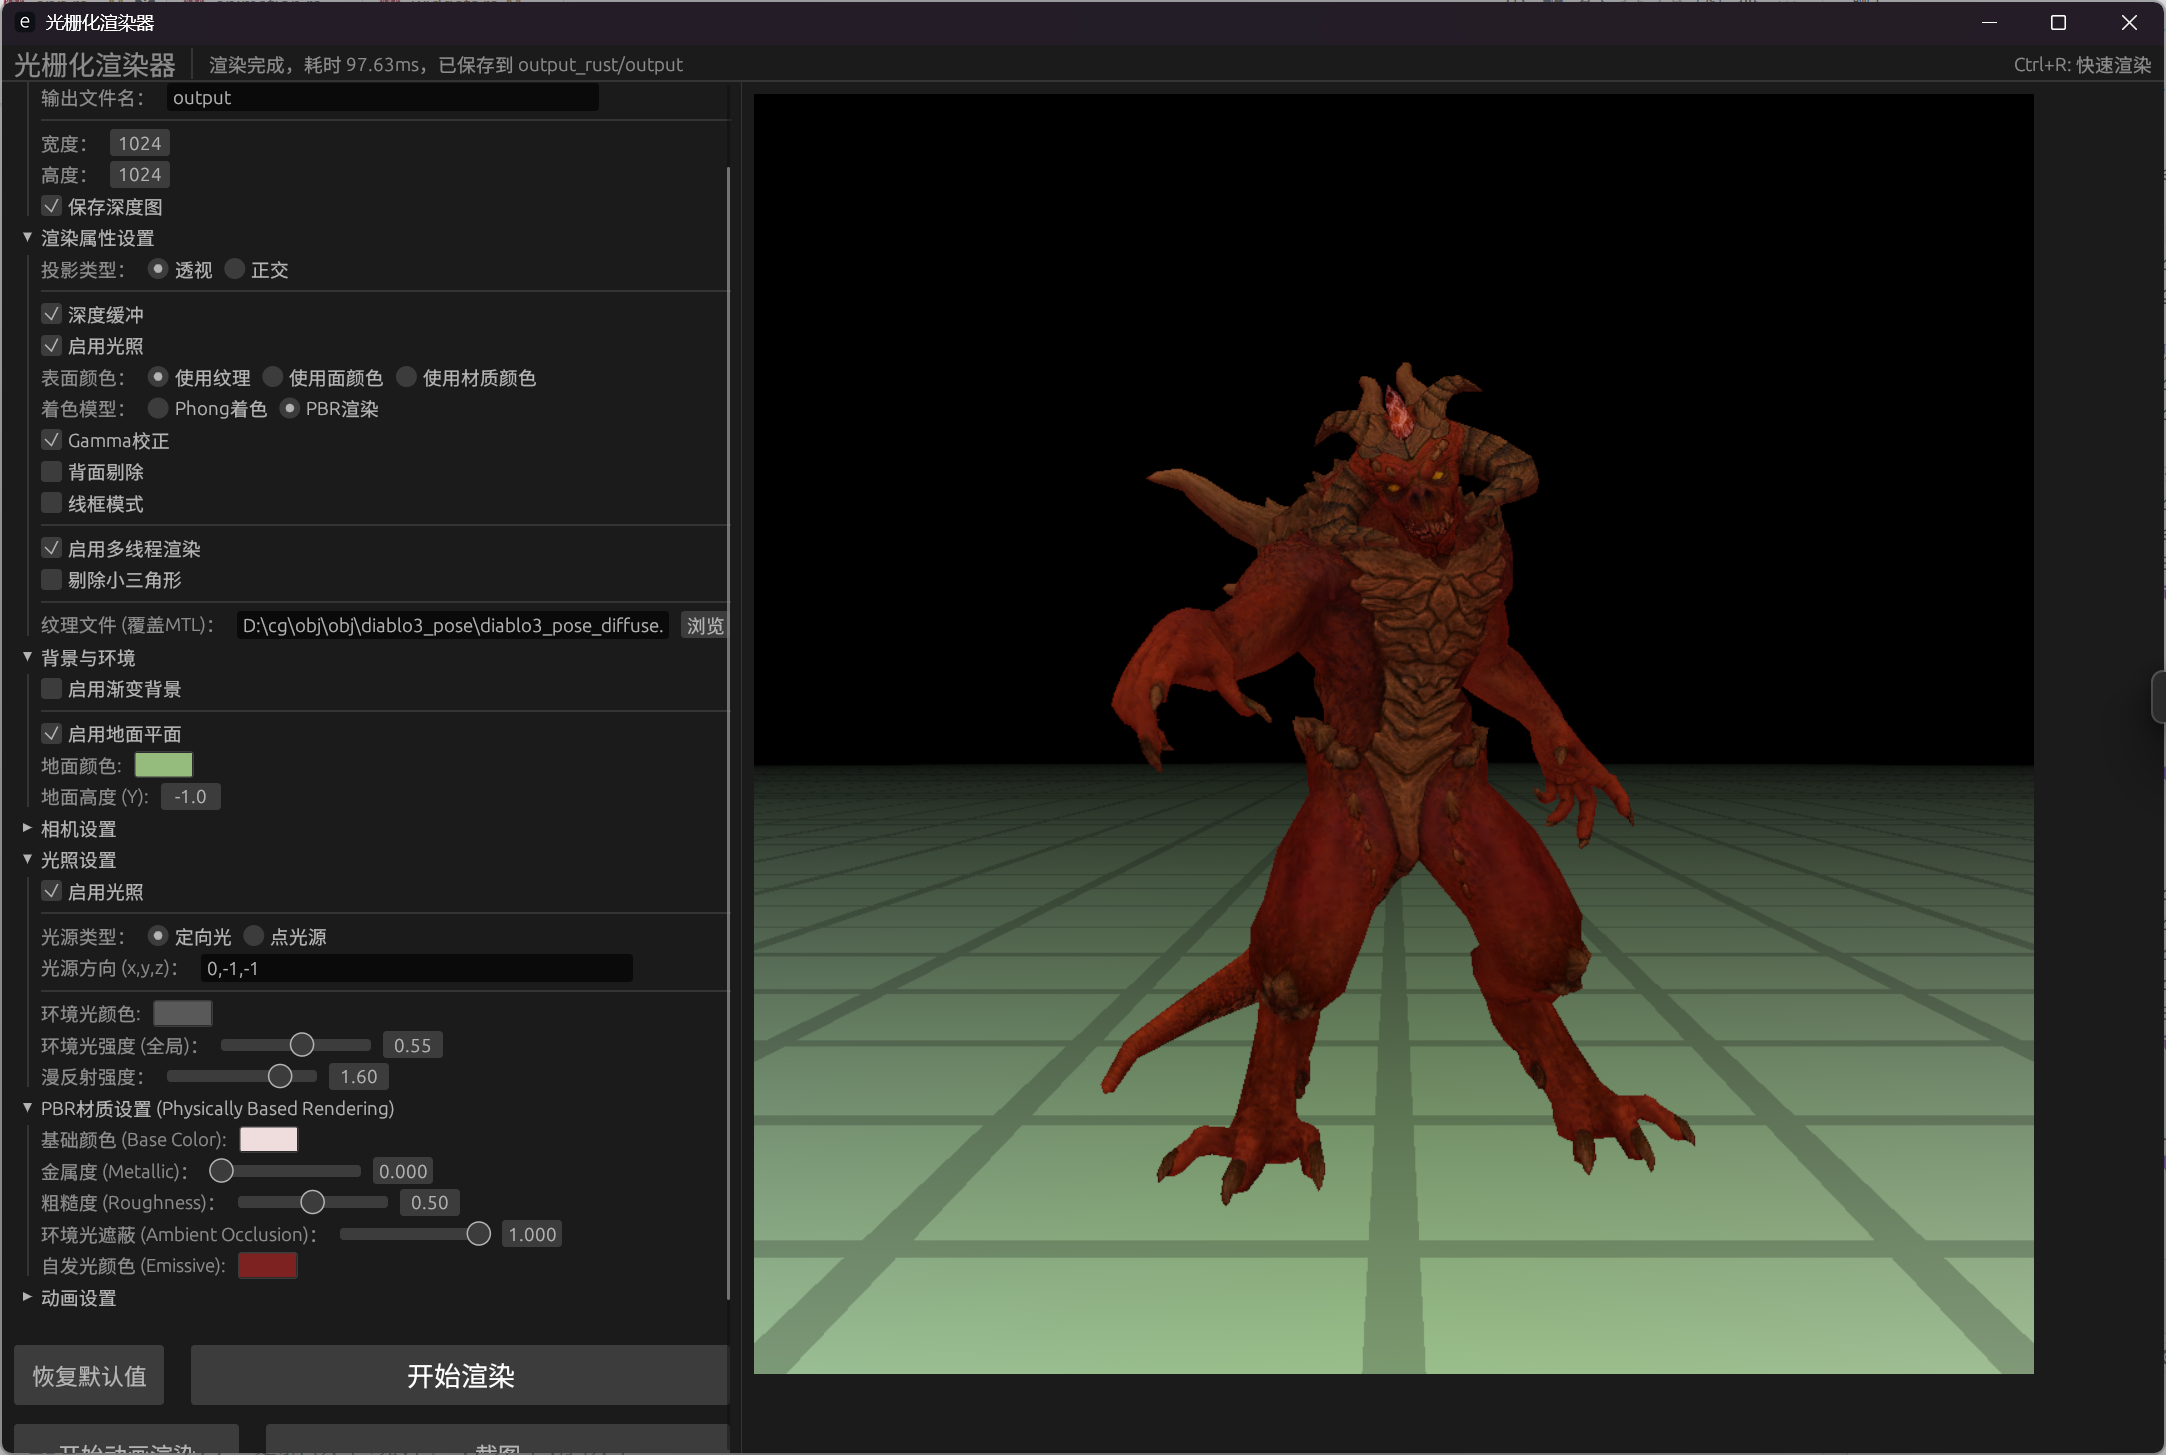 e 光栅化渲染器
光栅化渲染器 渲染完成，耗时 97.63ms，已保存到 output_rust/output Ctrl+R: 快速渲染
输出文件名： output
宽度： 1024
高度： 1024
保存深度图
渲染属性设置
投影类型： 透视 正交
深度缓冲
启用光照
表面颜色： 使用纹理 使用面颜色 使用材质颜色
着色模型： Phong着色 PBR渲染
Gamma校正
背面剔除
线框模式
启用多线程渲染
剔除小三角形
纹理文件 (覆盖MTL)： D:\cg\obj\obj\diablo3_pose\diablo3_pose_diffuse. 浏览
背景与环境
启用渐变背景
启用地面平面
地面颜色:
地面高度 (Y): -1.0
相机设置
光照设置
启用光照
光源类型： 定向光 点光源
光源方向 (x,y,z)： 0,-1,-1
环境光颜色:
环境光强度 (全局)： 0.55
漫反射强度： 1.60
PBR材质设置 (Physically Based Rendering)
基础颜色 (Base Color):
金属度 (Metallic)： 0.000
粗糙度 (Roughness)： 0.50
环境光遮蔽 (Ambient Occlusion)： 1.000
自发光颜色 (Emissive):
动画设置
恢复默认值 开始渲染
开始动画渲染 截图